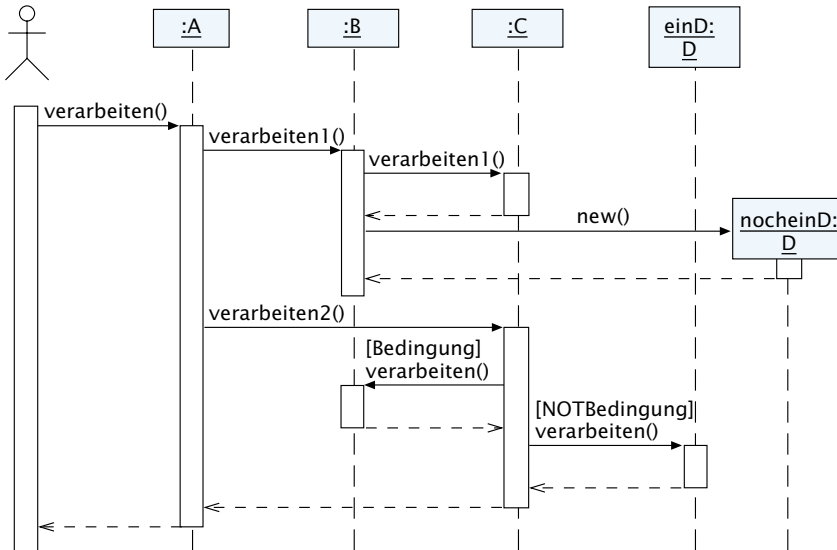 :A
:B
:C
einD:
D
verarbeiten()
verarbeiten1()
verarbeiten1()
new()
nocheinD:
D
verarbeiten2()
[Bedingung]
verarbeiten()
[NOTBedingung]
verarbeiten()